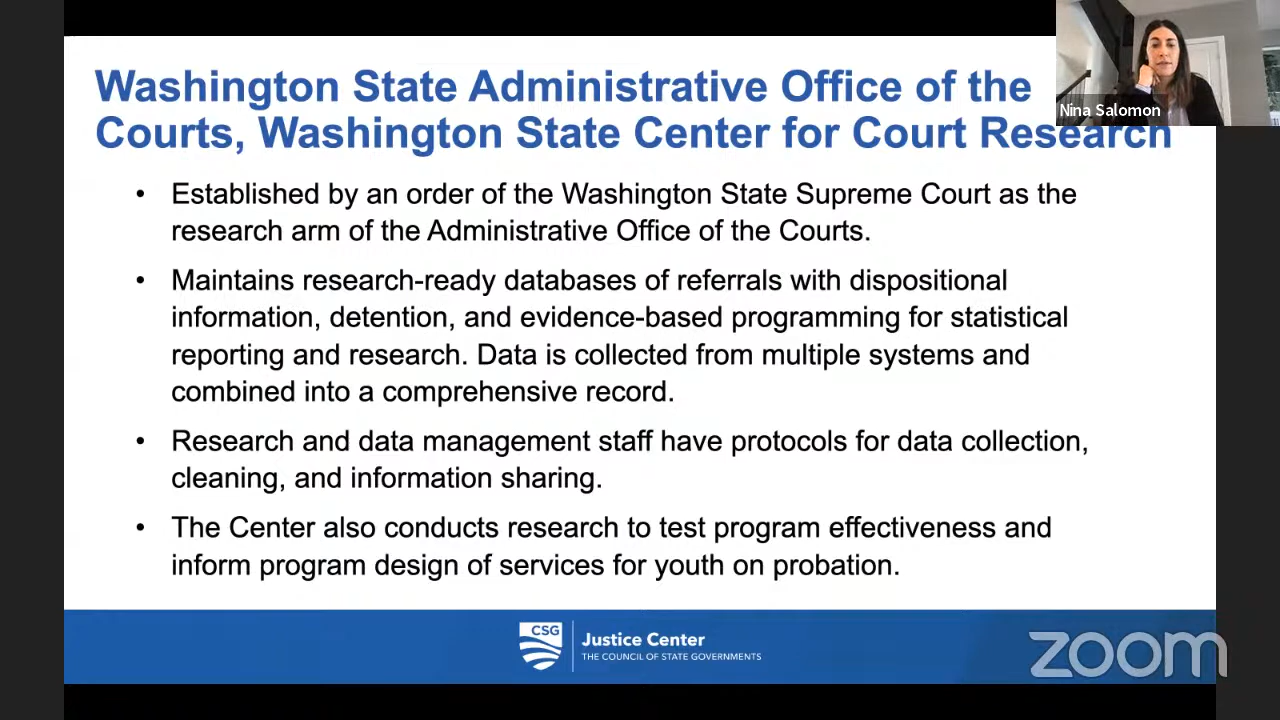 Washington State Administrative Office of the
Courts, Washington State Center for Court Research
Nina Salomon
• Established by an order of the Washington State Supreme Court as the
research arm of the Administrative Office of the Courts.
• Maintains research-ready databases of referrals with dispositional
information, detention, and evidence-based programming for statistical
reporting and research. Data is collected from multiple systems and
combined into a comprehensive record.
• Research and data management staff have protocols for data collection,
cleaning, and information sharing.
• The Center also conducts research to test program effectiveness and
inform program design of services for youth on probation.
CSG
Justice Center
THE COUNCIL OF STATE GOVERNMENTS
zoom